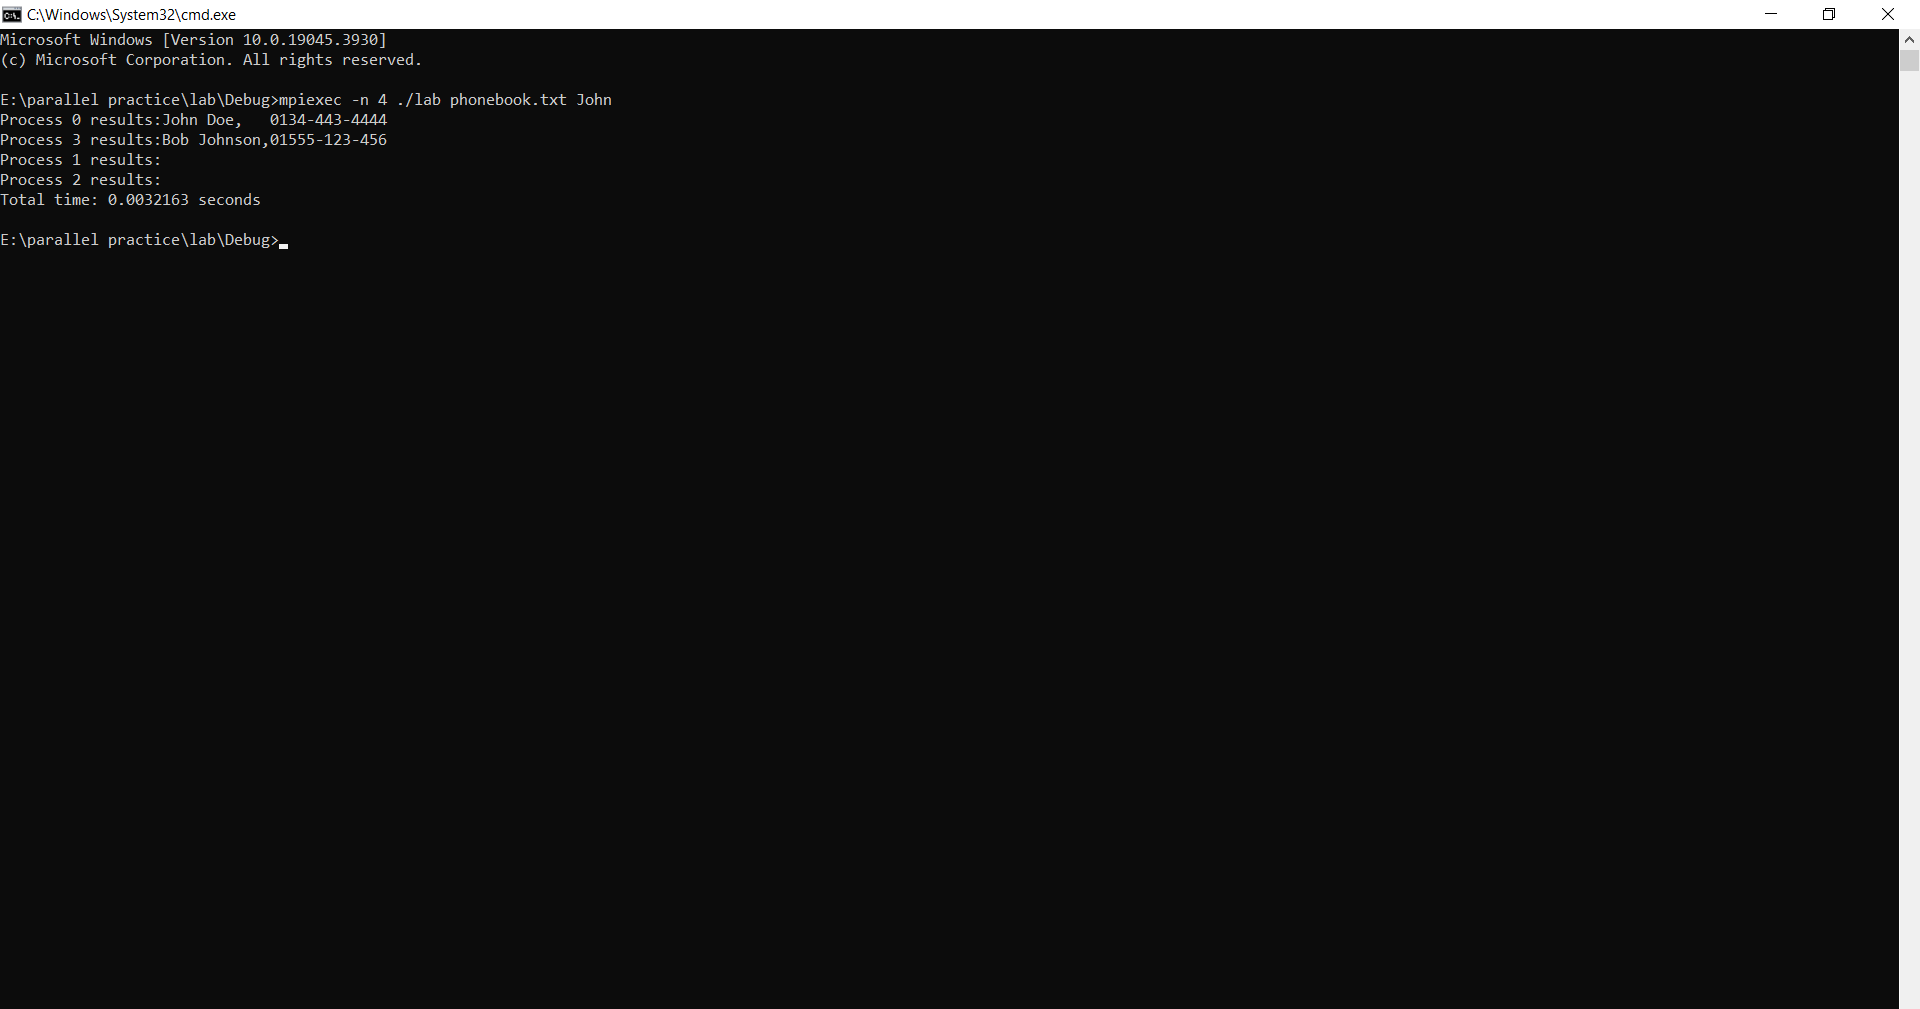 C:\Windows\System32\cmd.exe
Microsoft Windows [Version 10.0.19045.3930]
(c) Microsoft Corporation. All rights reserved.
E:\parallel practice\lab\Debug>mpiexec -n 4 ./lab phonebook.txt John
Process 0 results:John Doe,   0134-443-4444
Process 3 results:Bob Johnson,01555-123-456
Process 1 results:
Process 2 results:
Total time: 0.0032163 seconds
E:\parallel practice\lab\Debug>